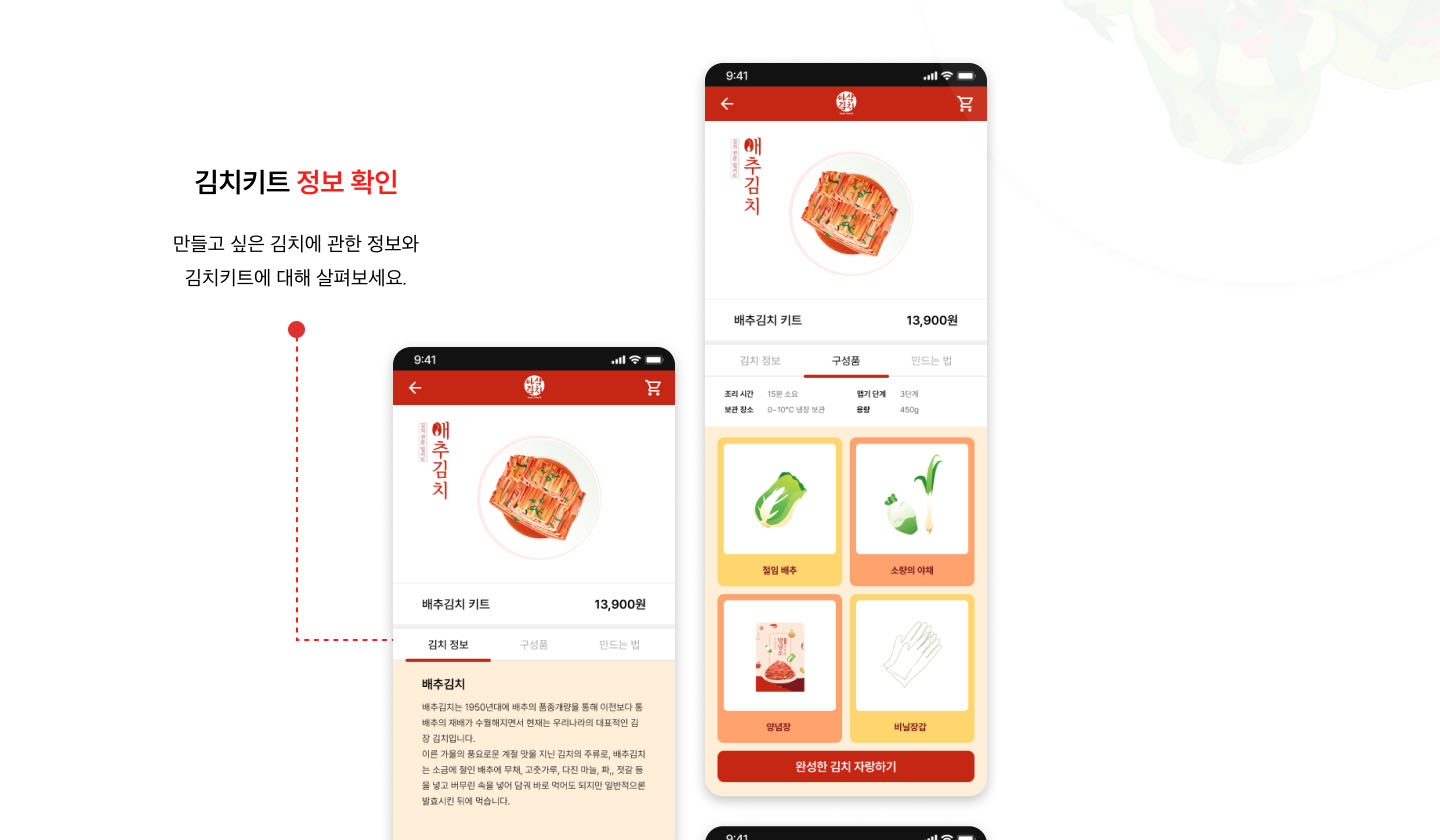 김치키트 정보 확인
만들고 싶은 김치에 관한 정보와
김치키트에 대해 살펴보세요.
9:41
배추김치
배추김치 키트
13,900원
김치 정보
구성품
만드는 법
배추김치
배추김치는 1950년대에 배추의 품종개량을 통해 이전보다 통
배추의 재배가 수월해지면서 현재는 우리나라의 대표적인 김
장 김치입니다.
이른 가을의 풍요로운 계절 맛을 지닌 김치의 주류로, 배추김치
는 소금에 절인 배추에 무채, 고춧가루, 다진 마늘, 파,, 젓갈 등
을 넣고 버무린 속을 넣어 담궈 바로 먹어도 되지만 일반적으론
발효시킨 뒤에 먹습니다.
9:41
배추김치
배추김치 키트
13,900원
김치 정보
구성품
만드는 법
조리 시간 15분 소요
맵기 단계 3단계
보관 장소 0~10°C 냉장 보관
용량 450g
절임 배추
소량의 야채
양념소
양념장
비닐장갑
완성한 김치 자랑하기
9:41